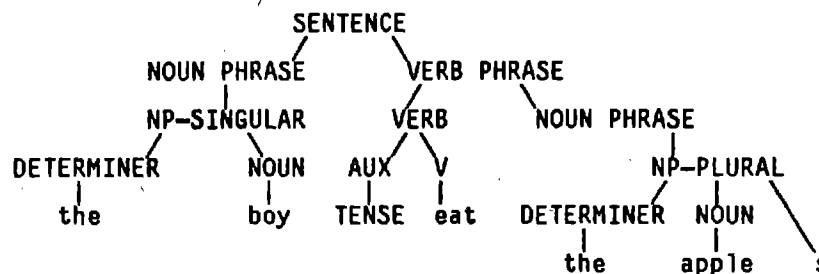 SENTENCE
NOUN PHRASE VERB PHRASE
NP-SINGULAR VERB NOUN PHRASE
DETERMINER NOUN AUX V NP-PLURAL
the boy TENSE eat DETERMINER NOUN
the apple s